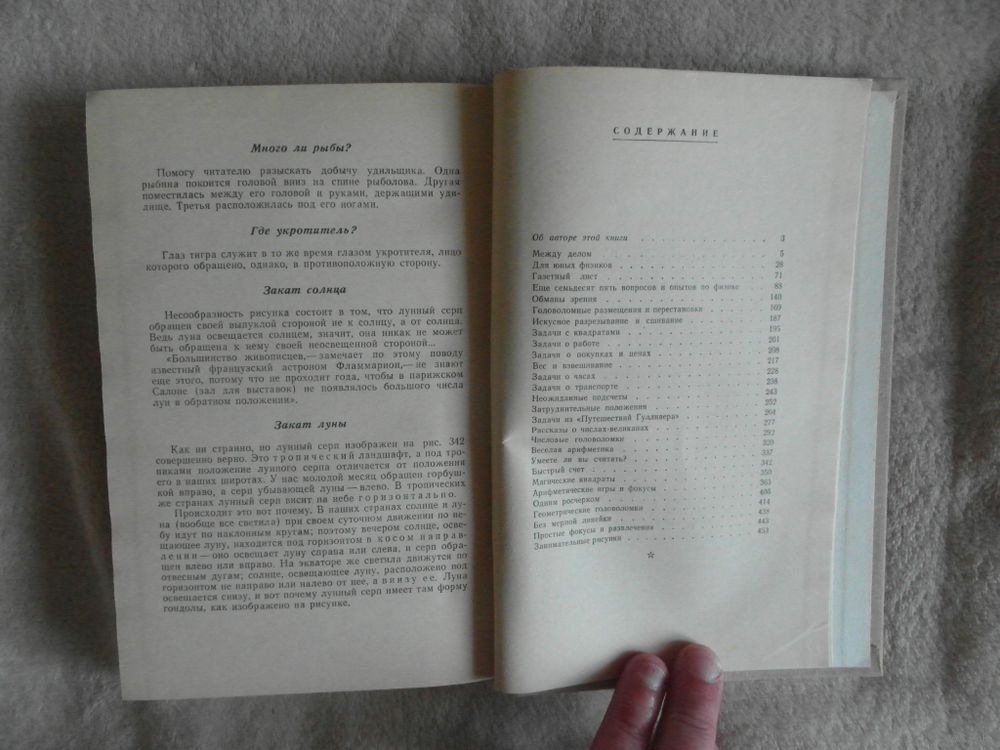 Много ли рыбы?
Помогу читателю разыскать добычу удильщика. Одна
рыбина покоится головой вниз на спине рыболова. Другая
поместилась между его головой и руками, держащими уди-
лище. Третья расположилась под его ногами.
Где укротитель?
Глаз тигра служит в то же время глазом укротителя, лицо
которого обращено, однако, в противоположную сторону.
Закат солнца
Несообразность рисунка состоит в том, что лунный серп
обращен своей выпуклой стороной не к солнцу, а от солнца.
Ведь луна освещается солнцем, значит, она никак не может
быть обращена к нему своей неосвещенной стороной...
«Большинство живописцев,— замечает по этому поводу
известный французский астроном Фламмарион,— не знают
еще этого, потому что не проходит года, чтобы в парижском
Салоне (зал для выставок) не появлялось большого числа
лун в обратном положении».
Закат луны
Как ни странно, но лунный серп изображен на рис. 342
совершенно верно. Это тропический ландшафт, а под тро-
пиками положение лунного серпа отличается от положения
его в наших широтах. У нас молодой месяц обращен горбуш-
кой вправо, а серп убывающей луны — влево. В тропических
же странах лунный серп висит на небе горизонтально.
Происходит это вот почему. В наших странах солнце и лу-
на (вообще все светила) при своем суточном движении по не-
бу идут по наклонным кругам; поэтому вечером солнце, осве-
щающее луну, находится под горизонтом в косом направ-
лении — оно освещает луну справа или слева, и серп обра-
щен влево или вправо. На экваторе же светила движутся по
отвесным дугам; солнце, освещающее луну, расположено под
горизонтом не направо или налево от нее, а внизу ее. Луна
освещается снизу, и вот почему лунный серп имеет там форму
гондолы, как изображено на рисунке.
СОДЕРЖАНИЕ
Об авторе этой книги . . . 3
Между делом . . . 5
Для юных физиков . . . 28
Газетный лист . . . 71
Еще семьдесят пять вопросов и опытов по физике . . . 83
Обманы зрения . . . 140
Головоломные размещения и перестановки . . . 169
Искусное разрезывание и сшивание . . . 187
Задачи с квадратами . . . 195
Задачи о работе . . . 201
Задачи о покупках и ценах . . . 208
Вес и взвешивание . . . 217
Задачи о часах . . . 228
Задачи о транспорте . . . 238
Неожиданные подсчеты . . . 243
Затруднительные положения . . . 252
Задачи из «Путешествий Гулливера» . . . 264
Рассказы о числах-великанах . . . 277
Числовые головоломки . . . 292
Веселая арифметика . . . 320
Умеете ли вы считать? . . . 337
Быстрый счет . . . 342
Магические квадраты . . . 350
Арифметические игры и фокусы . . . 363
Одним росчерком . . . 406
Геометрические головоломки . . . 414
Без мерной линейки . . . 438
Простые фокусы и развлечения . . . 443
Занимательные рисунки . . . 453